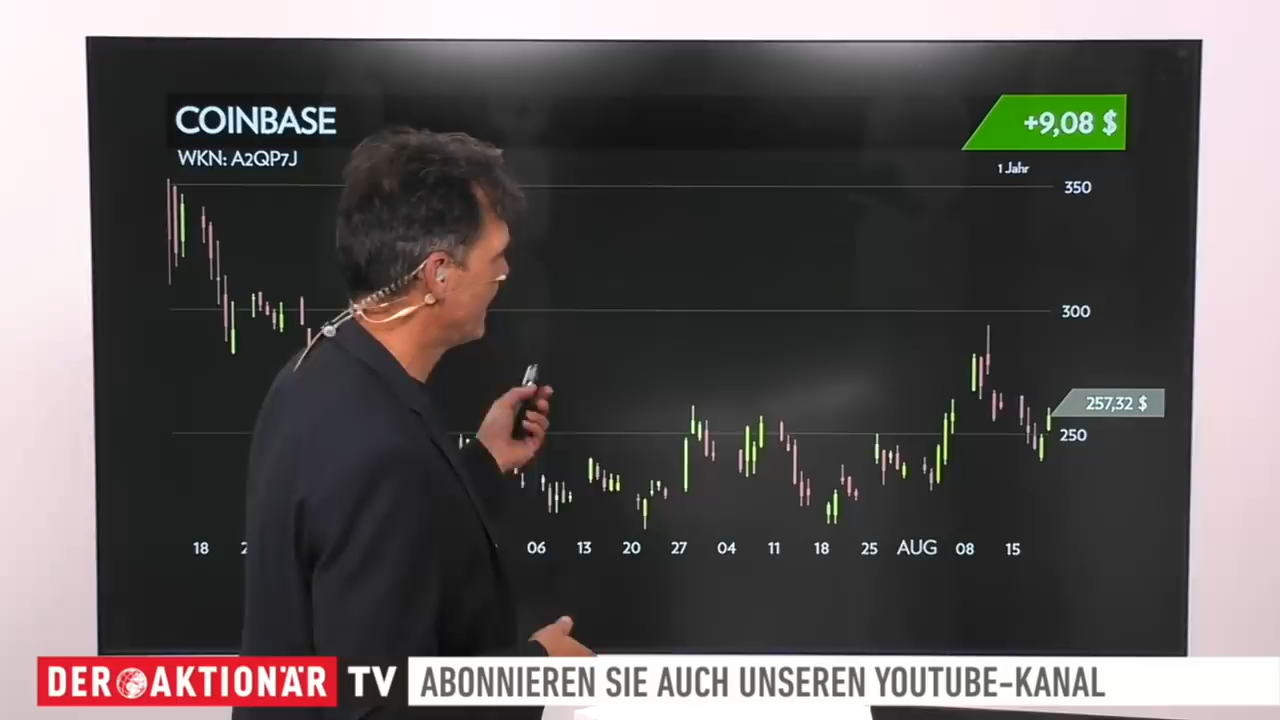 COINBASE
WKN: A2QP7J
+9,08 $
1 Jahr
350
300
257,32 $
250
18
06 13 20 27 04 11 18 25 AUG 08 15
DER AKTIONÄR TV
ABONNIEREN SIE AUCH UNSEREN YOUTUBE-KANAL